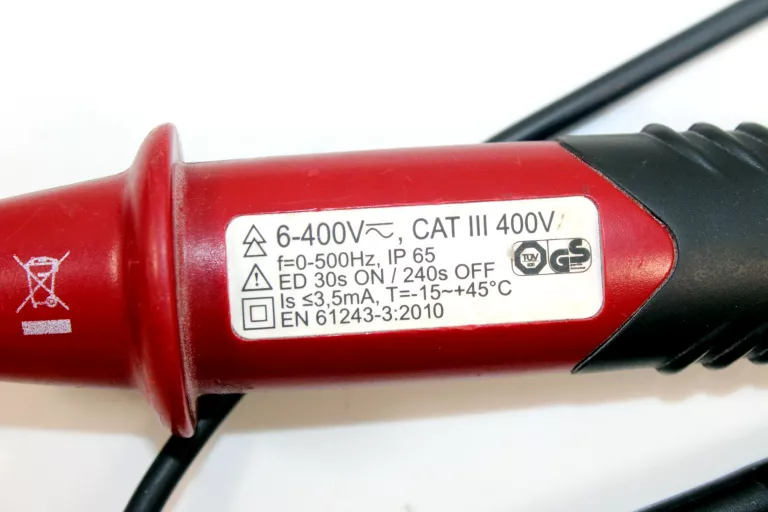 6-400V⎓~, CAT III 400V
f=0-500Hz, IP 65
ED 30s ON / 240s OFF
Is ≤3,5mA, T=-15~+45°C
EN 61243-3:2010
TÜV
GS